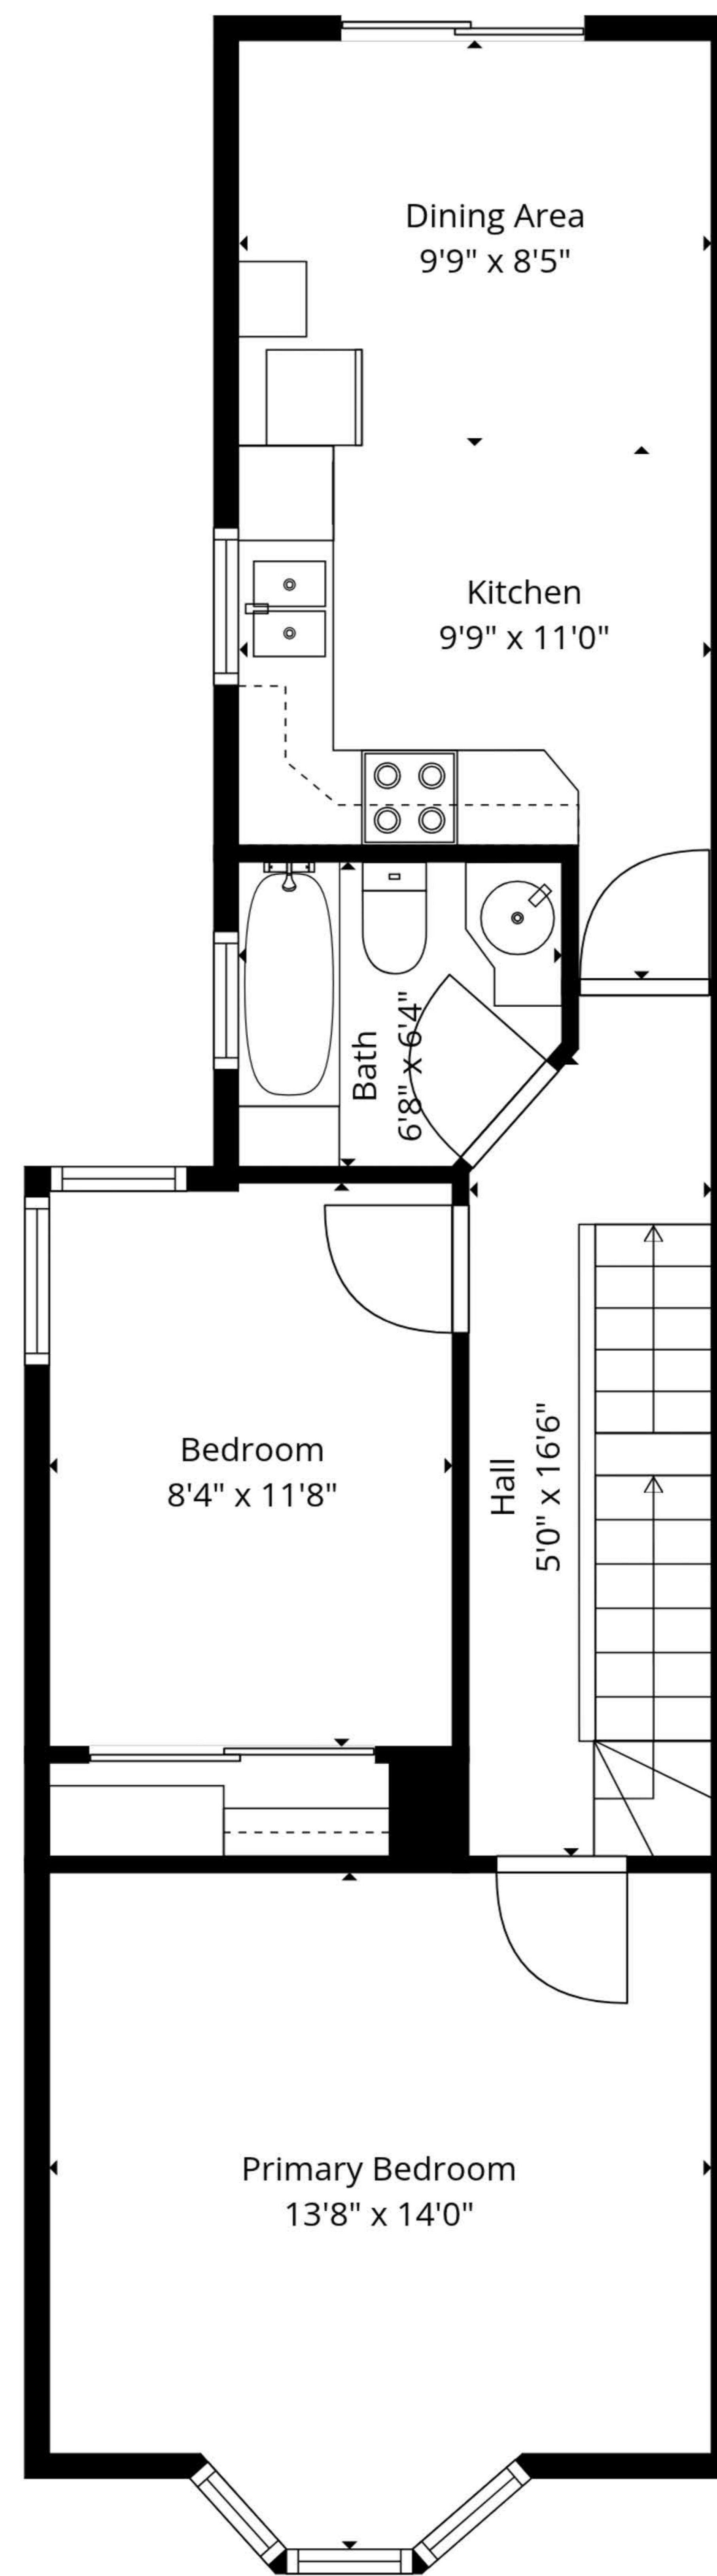 Dining Area
9'9" x 8'5"
Kitchen
9'9" x 11'0"
Bath
6'8" x 6'4"
Bedroom
8'4" x 11'8"
Hall
5'0" x 16'6"
Primary Bedroom
13'8" x 14'0"